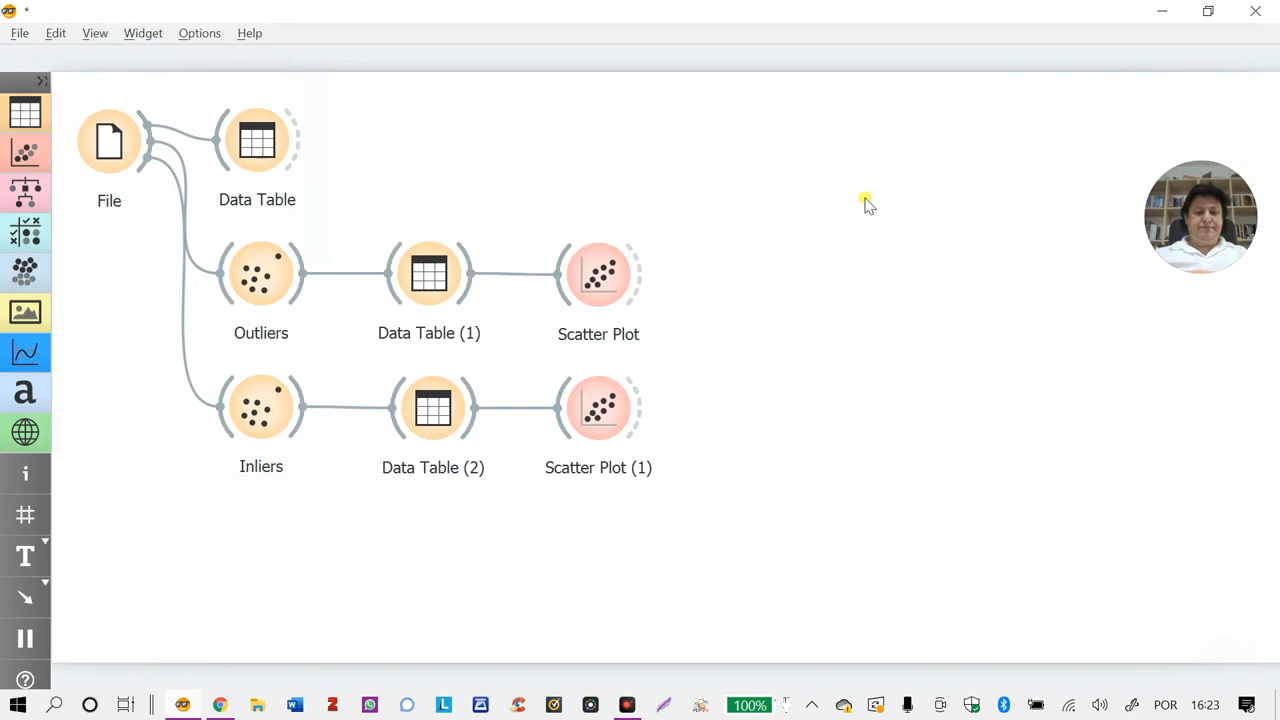 *
File Edit View Widget Options Help
File
Data Table
Outliers
Data Table (1)
Scatter Plot
Inliers
Data Table (2)
Scatter Plot (1)
a
i
#
T
?
W
Z
L
100%
POR
16:23